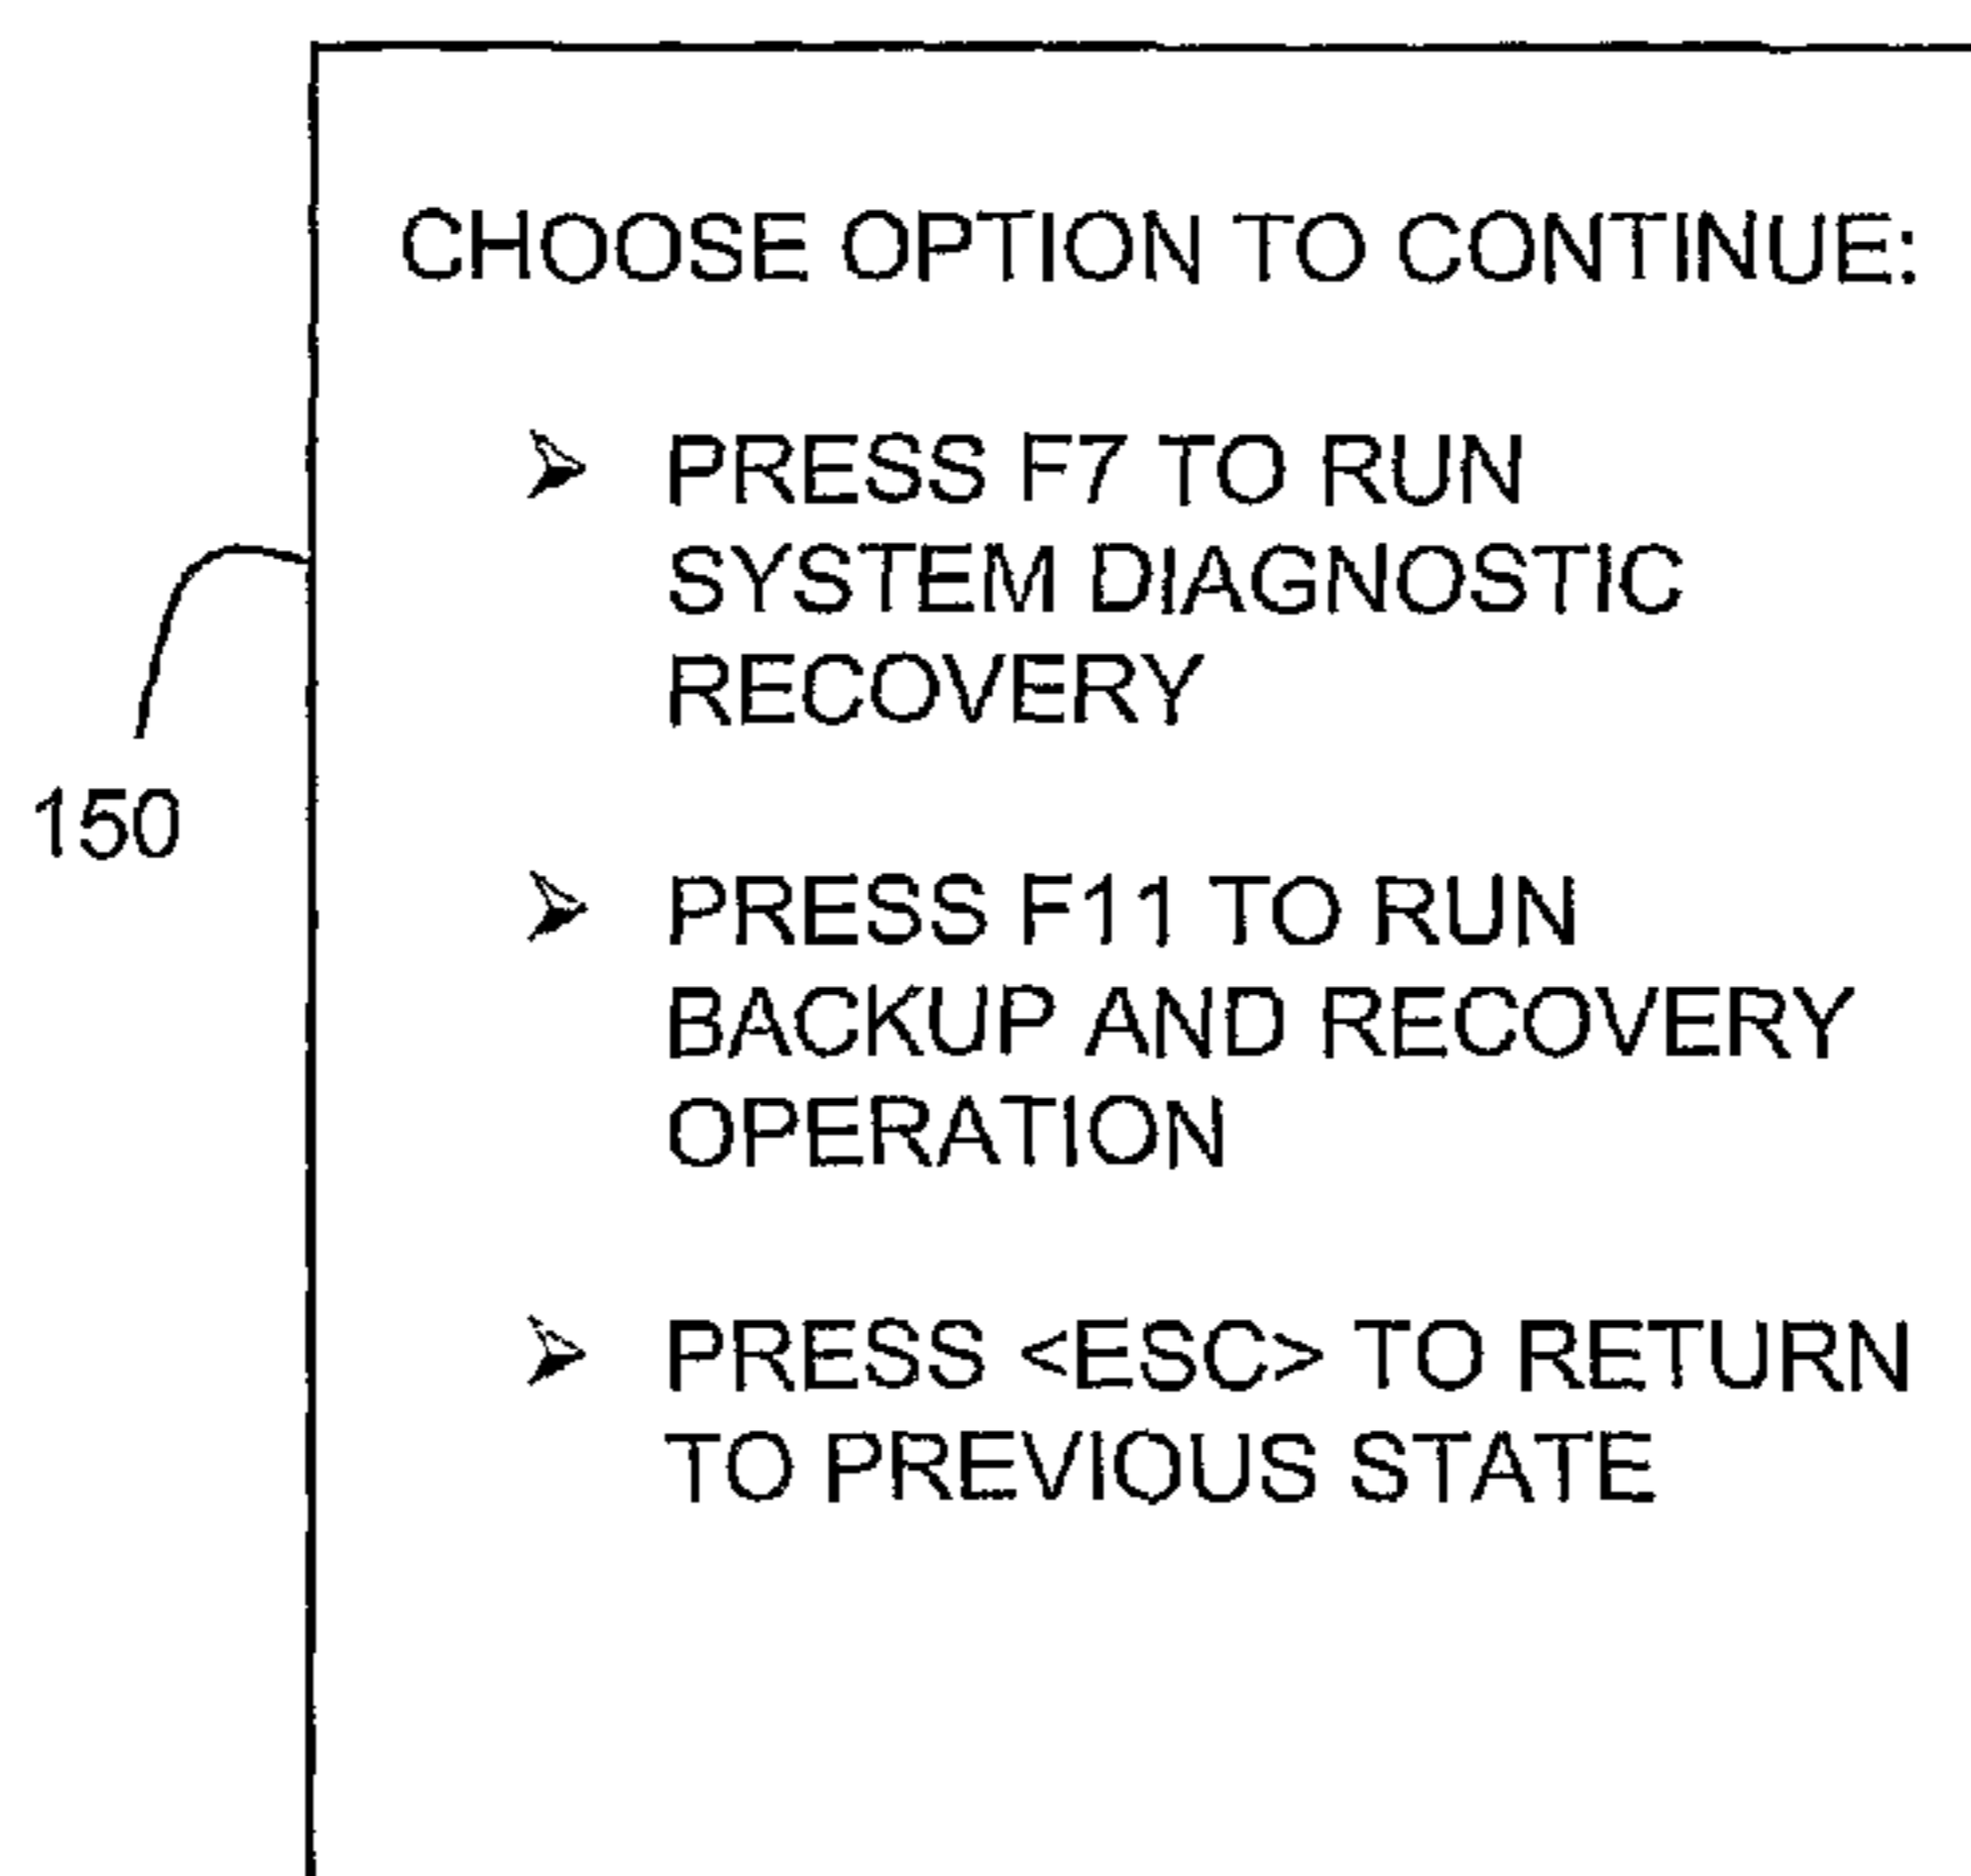 CHOOSE OPTION TO CONTINUE:
➢ PRESS F7 TO RUN
SYSTEM DIAGNOSTIC
RECOVERY
150
➢ PRESS F11 TO RUN
BACKUP AND RECOVERY
OPERATION
➢ PRESS <ESC> TO RETURN
TO PREVIOUS STATE